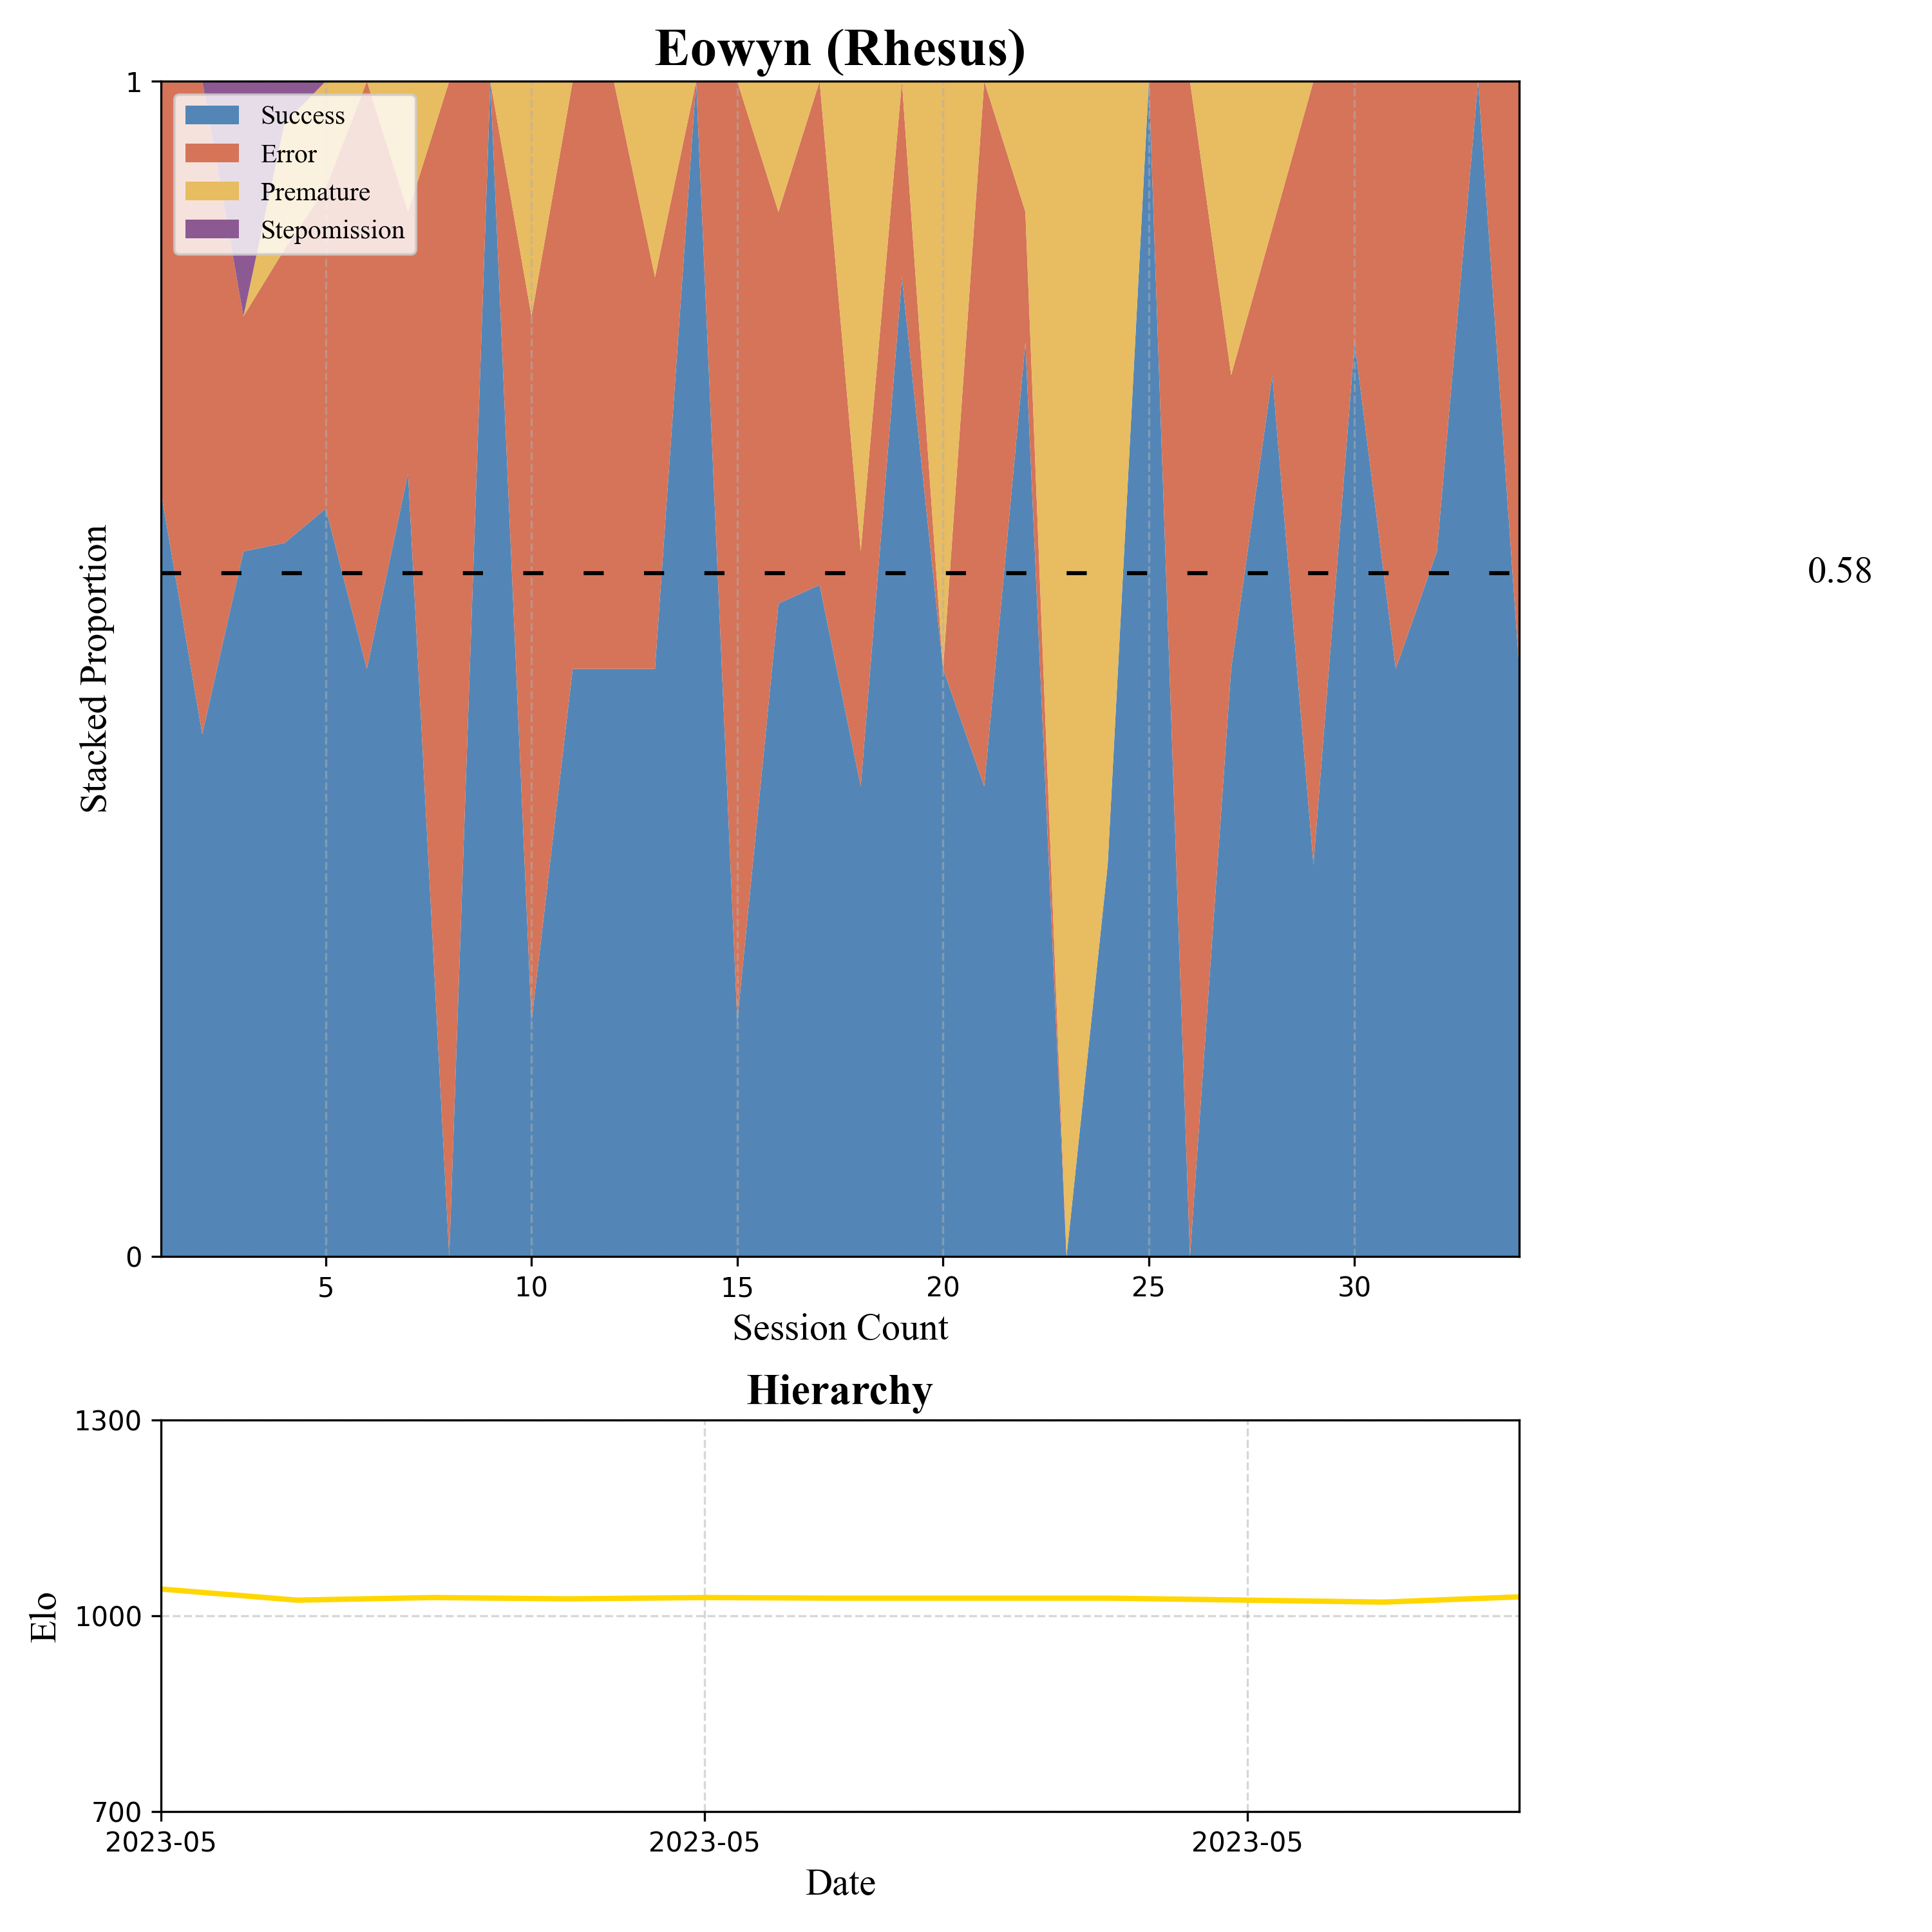 Eowyn (Rhesus)
1
Success
Error
Premature
Stepomission
Stacked Proportion
0.58
0
5 10 15 20 25 30
Session Count
Hierarchy
1300
Elo
1000
700
2023-05 2023-05 2023-05
Date